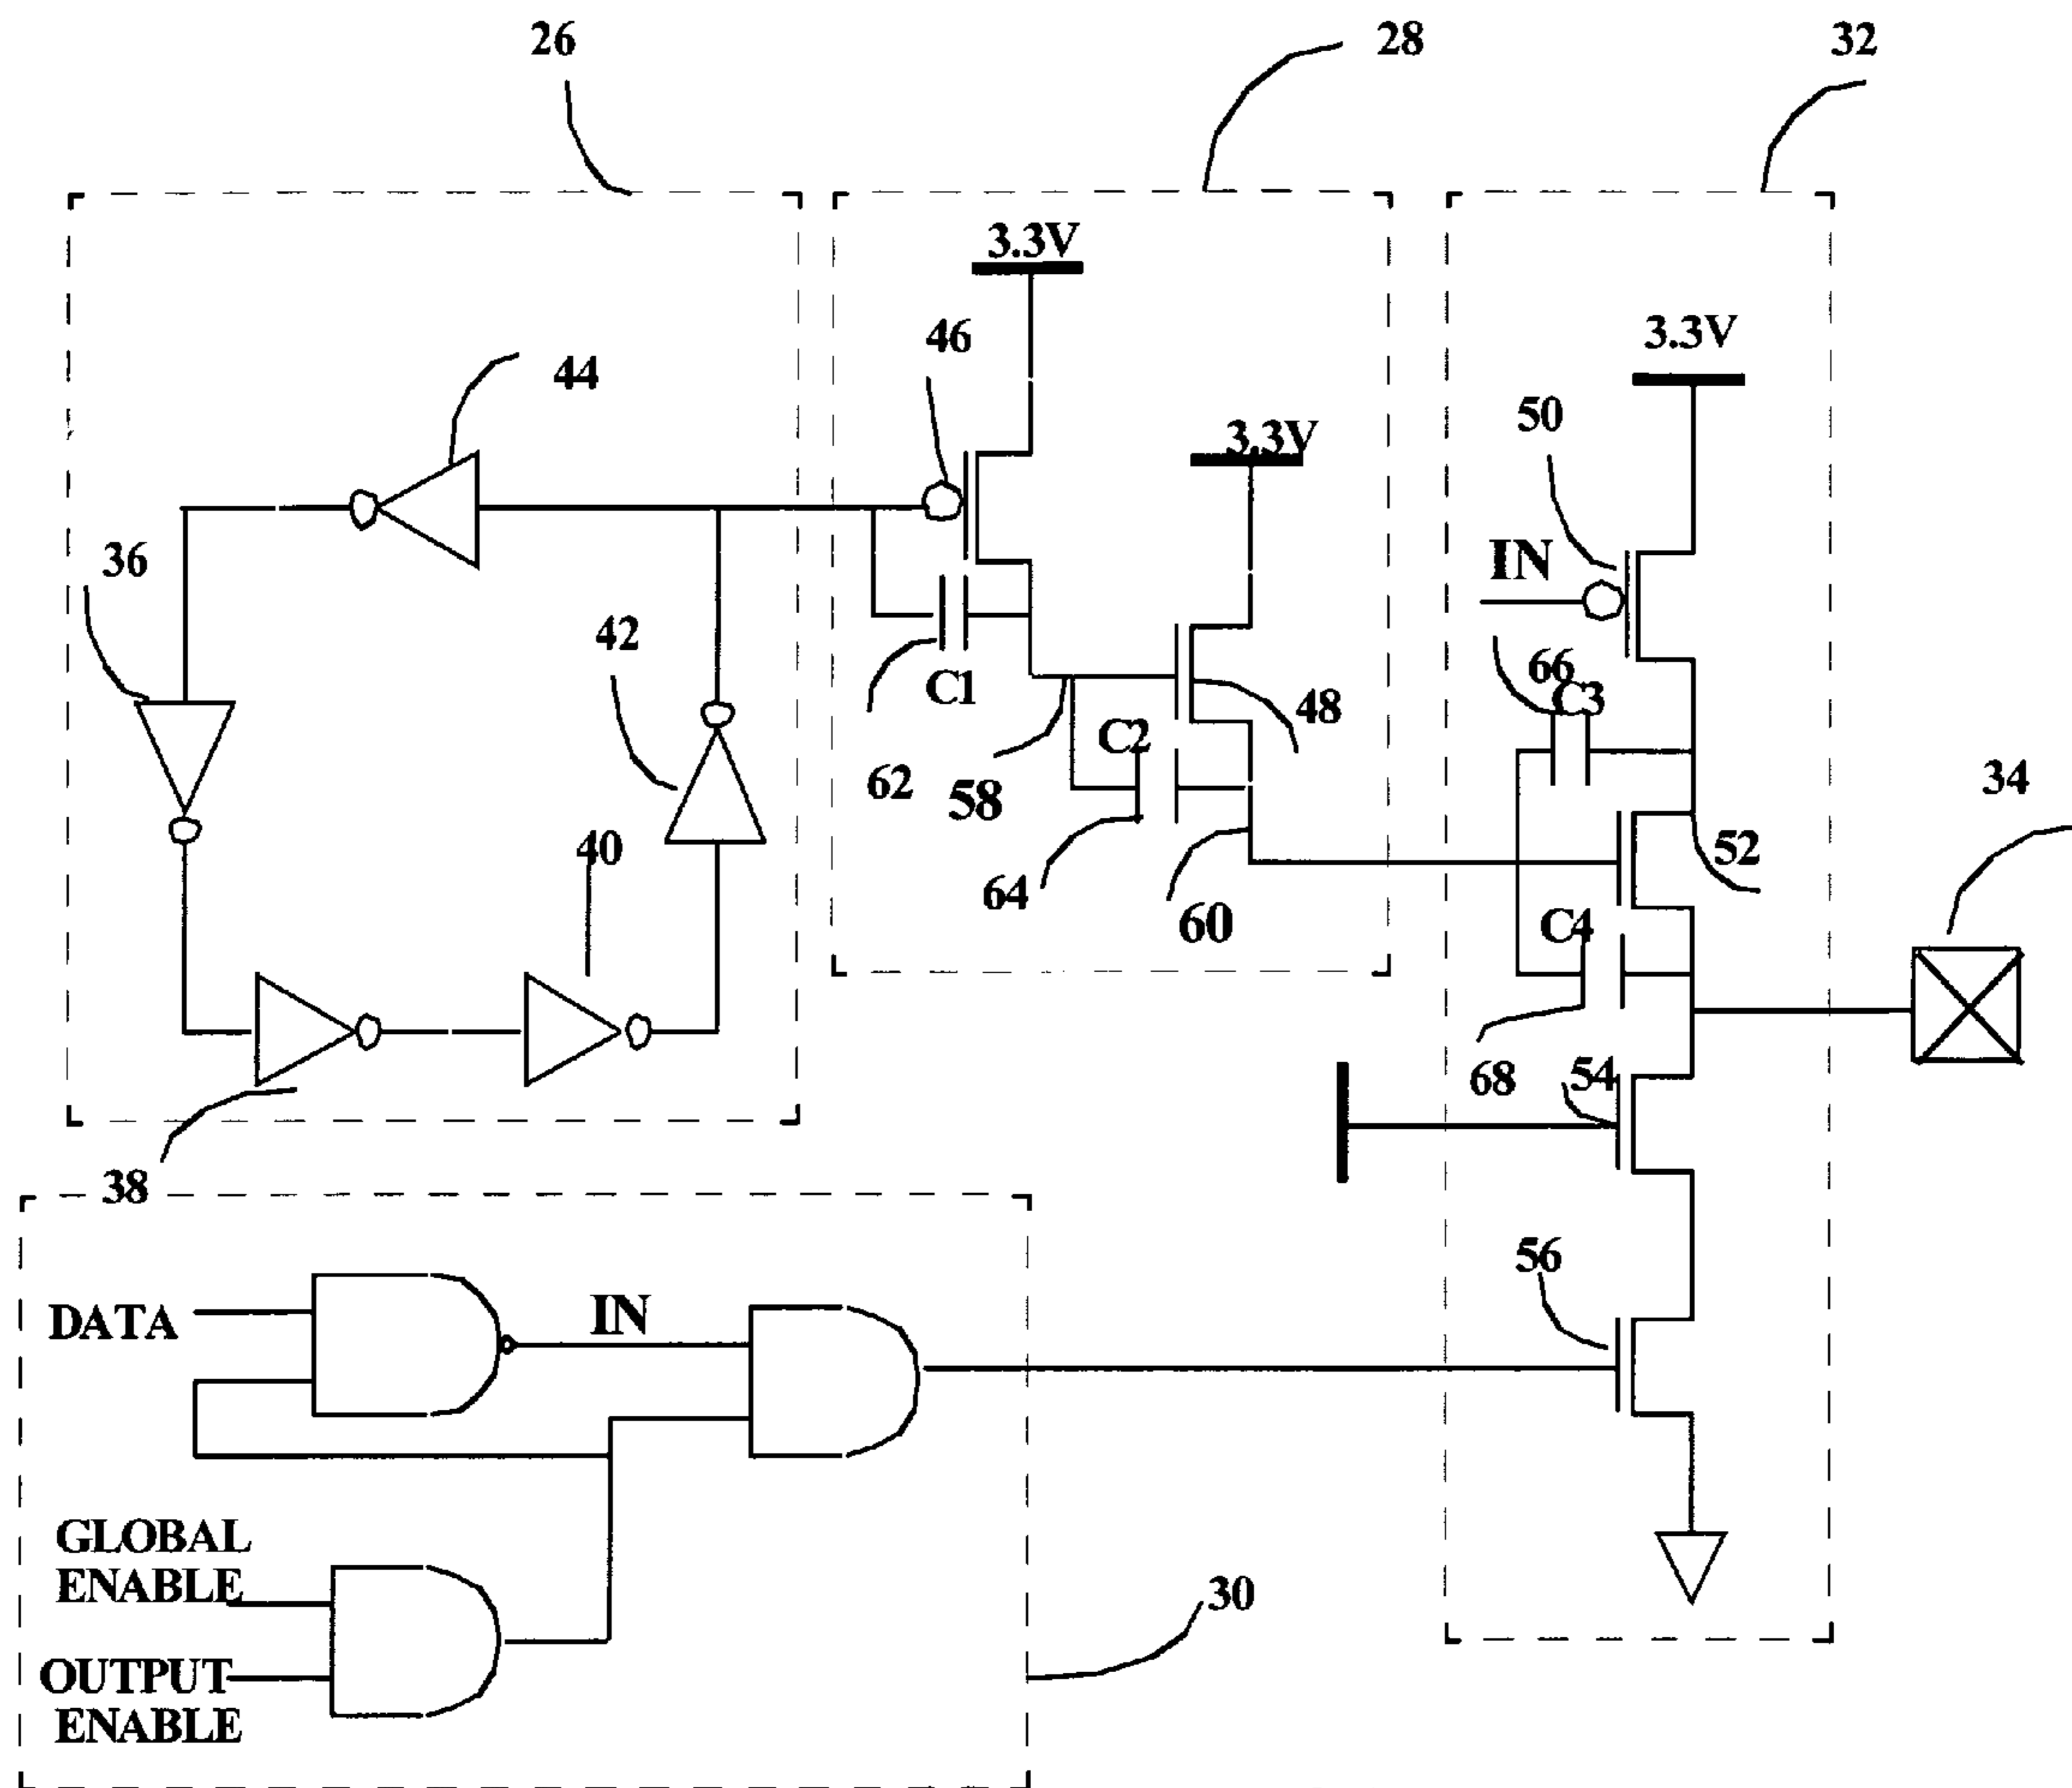 26
28
32
3.3V
46
3.3V
44
50
3.3V
IN
36
42
66
C3
C1
48
C2
34
62
58
40
52
64
60
C4
68
54
38
56
DATA
IN
GLOBAL
ENABLE
30
OUTPUT
ENABLE